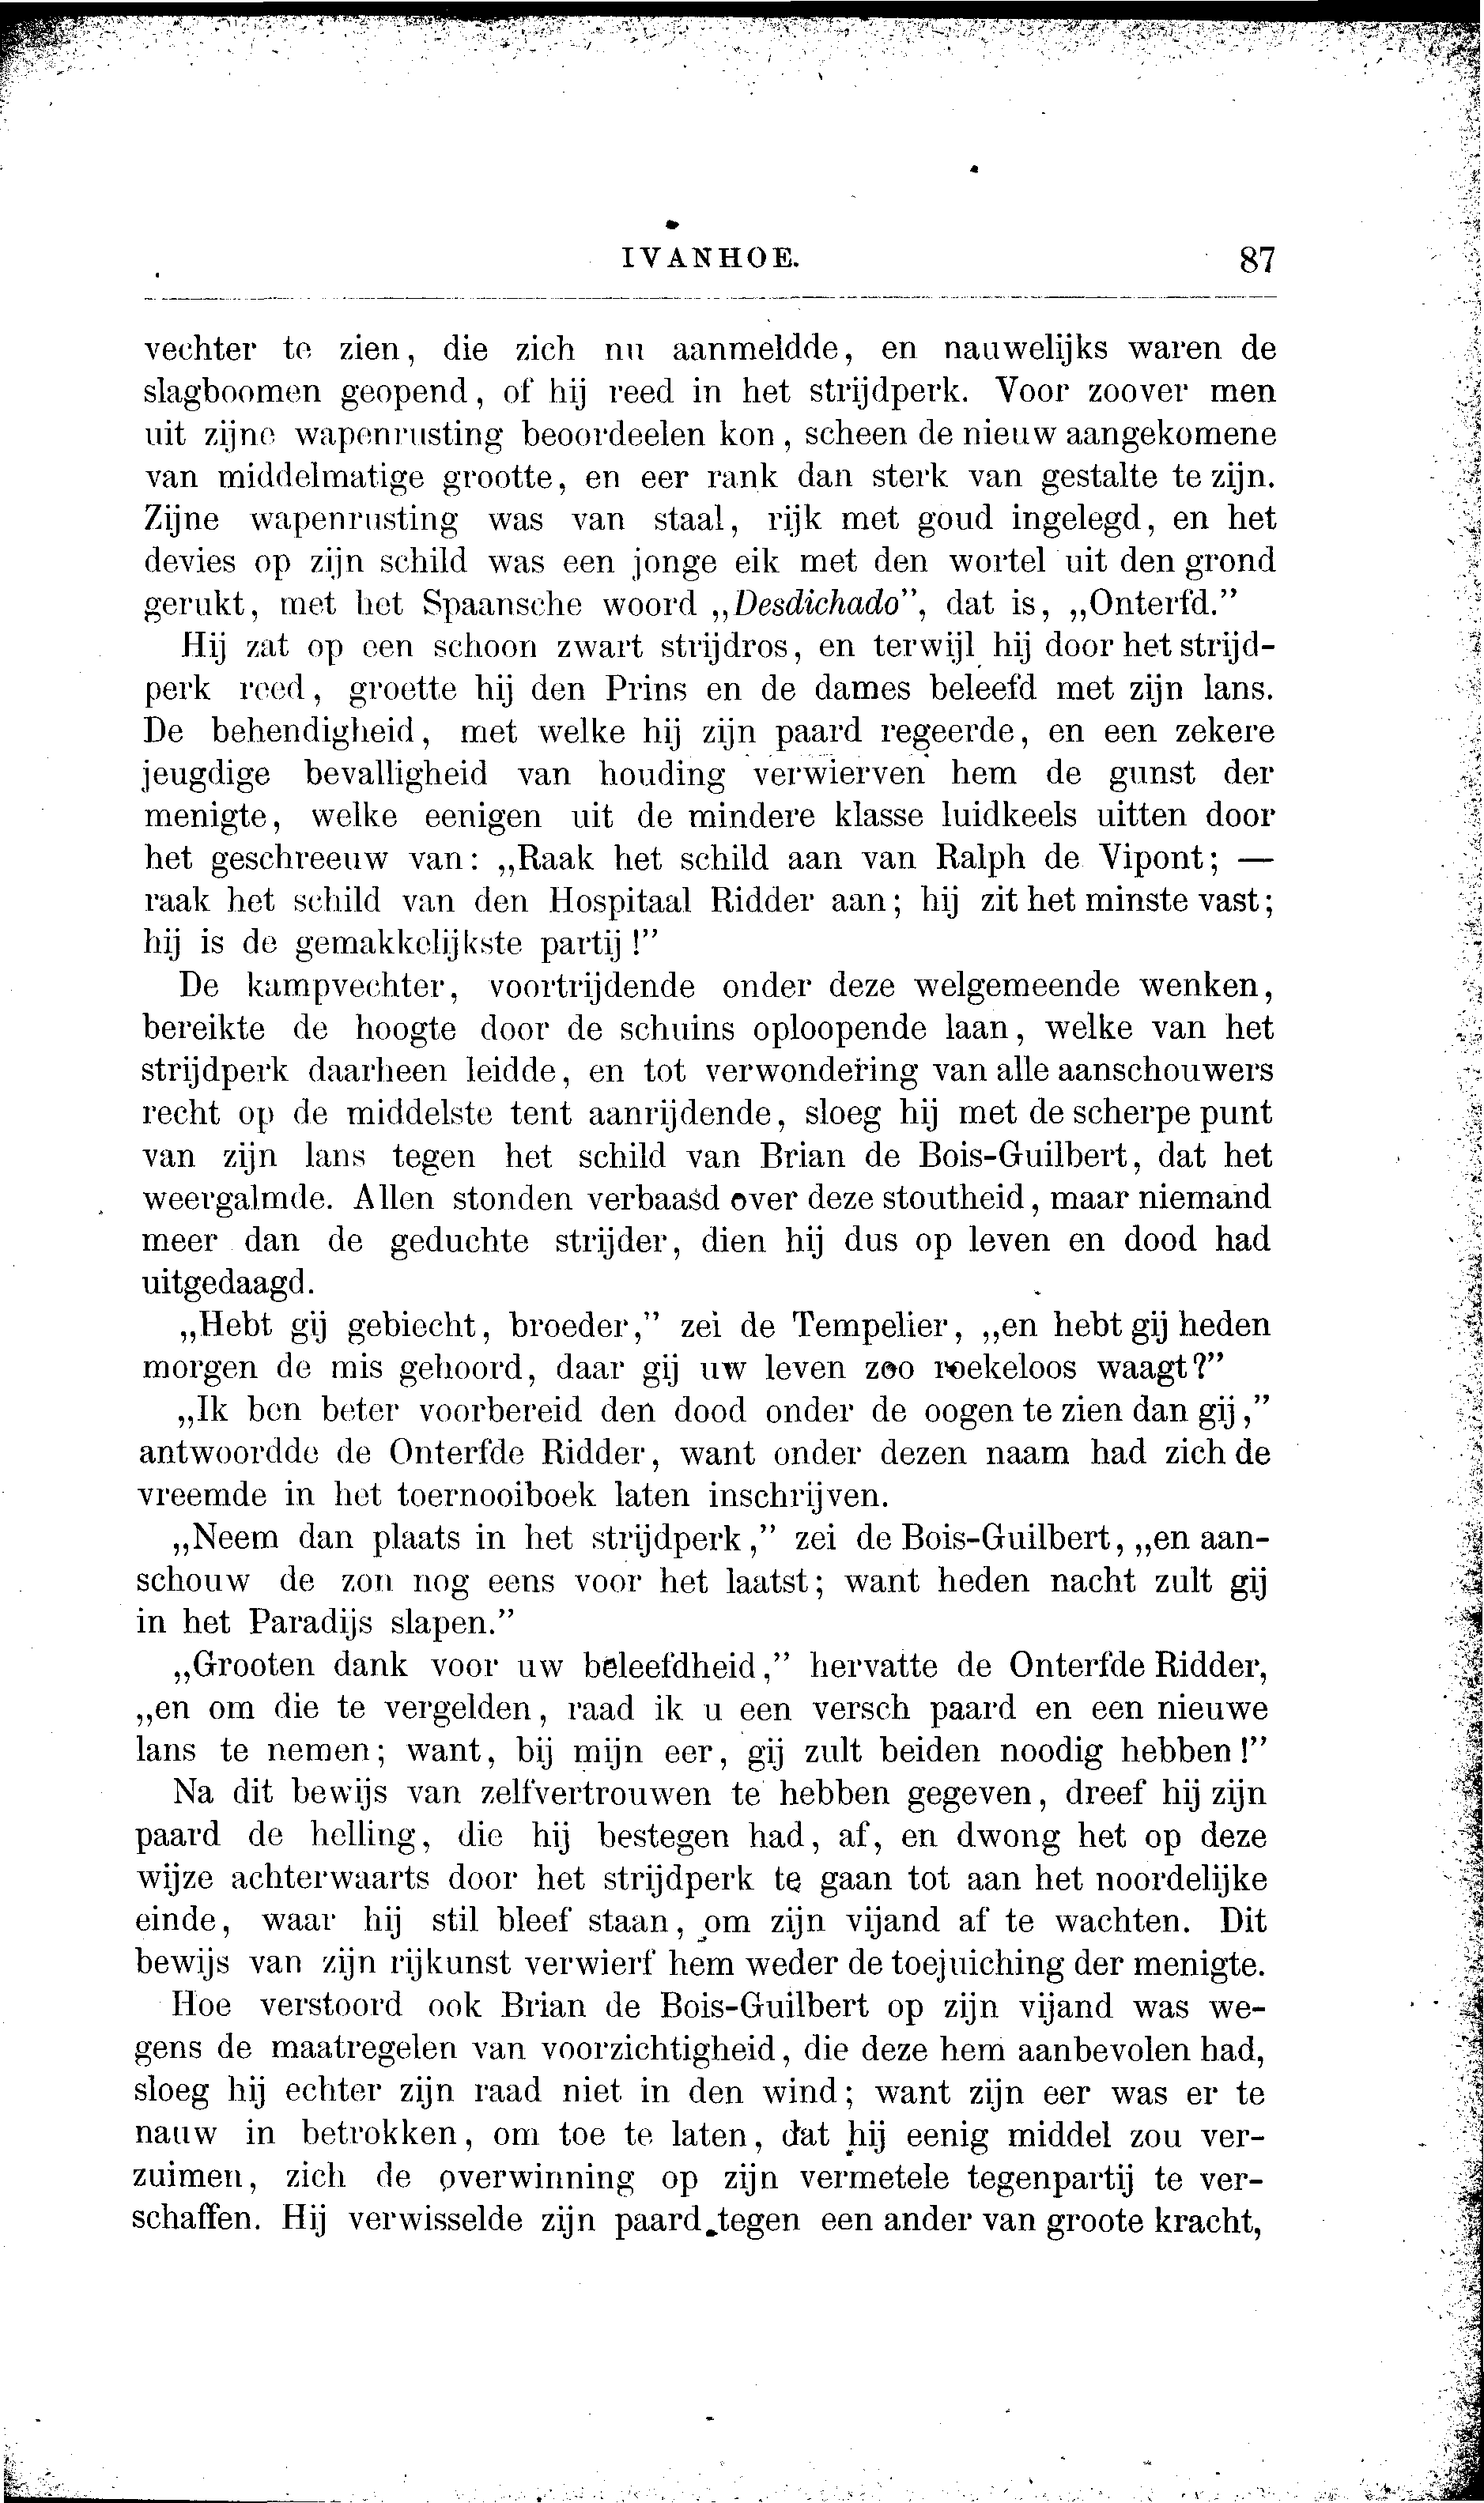 IVANHOE. 87
vechter te zien, die zich nu aanmeldde, en nauwelijks waren de
slagboomen geopend, of hij reed in het strijdperk. Voor zoover men
uit zijne wapenrusting beoordeelen kon, scheen de nieuw aangekomene
van middelmatige grootte, en eer rank dan sterk van gestalte te zijn.
Zijne wapenrusting was van staal, rijk met goud ingelegd, en het
devies op zijn schild was een jonge eik met den wortel uit den grond
gerukt, met het Spaansche woord „Desdichado”, dat is, „Onterfd.”
Hij zat op een schoon zwart strijdros, en terwijl hij door het strijd-
perk reed, groette hij den Prins en de dames beleefd met zijn lans.
De behendigheid, met welke hij zijn paard regeerde, en een zekere
jeugdige bevalligheid van houding verwierven hem de gunst der
menigte, welke eenigen uit de mindere klasse luidkeels uitten door
het geschreeuw van: „Raak het schild aan van Ralph de Vipont; —
raak het schild van den Hospitaal Ridder aan; hij zit het minste vast;
hij is de gemakkelijkste partij!”
De kampvechter, voortrijdende onder deze welgemeende wenken,
bereikte de hoogte door de schuins oploopende laan, welke van het
strijdperk daarheen leidde, en tot verwondering van alle aanschouwers
recht op de middelste tent aanrijdende, sloeg hij met de scherpe punt
van zijn lans tegen het schild van Brian de Bois-Guilbert, dat het
weergalmde. Allen stonden verbaasd over deze stoutheid, maar niemand
meer dan de geduchte strijder, dien hij dus op leven en dood had
uitgedaagd.
„Hebt gij gebiecht, broeder,” zei de Tempelier, „en hebt gij heden
morgen de mis gehoord, daar gij uw leven zoo roekeloos waagt?”
„Ik ben beter voorbereid den dood onder de oogen te zien dan gij,”
antwoordde de Onterfde Ridder, want onder dezen naam had zich de
vreemde in het toernooiboek laten inschrijven.
„Neem dan plaats in het strijdperk,” zei de Bois-Guilbert, „en aan-
schouw de zon nog eens voor het laatst; want heden nacht zult gij
in het Paradijs slapen.”
„Grooten dank voor uw beleefdheid,” hervatte de Onterfde Ridder,
„en om die te vergelden, raad ik u een versch paard en een nieuwe
lans te nemen; want, bij mijn eer, gij zult beiden noodig hebben!”
Na dit bewijs van zelfvertrouwen te hebben gegeven, dreef hij zijn
paard de helling, die hij bestegen had, af, en dwong het op deze
wijze achterwaarts door het strijdperk te gaan tot aan het noordelijke
einde, waar hij stil bleef staan, om zijn vijand af te wachten. Dit
bewijs van zijn rijkunst verwierf hem weder de toejuiching der menigte.
Hoe verstoord ook Brian de Bois-Guilbert op zijn vijand was we-
gens de maatregelen van voorzichtigheid, die deze hem aanbevolen had,
sloeg hij echter zijn raad niet in den wind; want zijn eer was er te
nauw in betrokken, om toe te laten, dat hij eenig middel zou ver-
zuimen, zich de overwinning op zijn vermetele tegenpartij te ver-
schaffen. Hij verwisselde zijn paard tegen een ander van groote kracht,